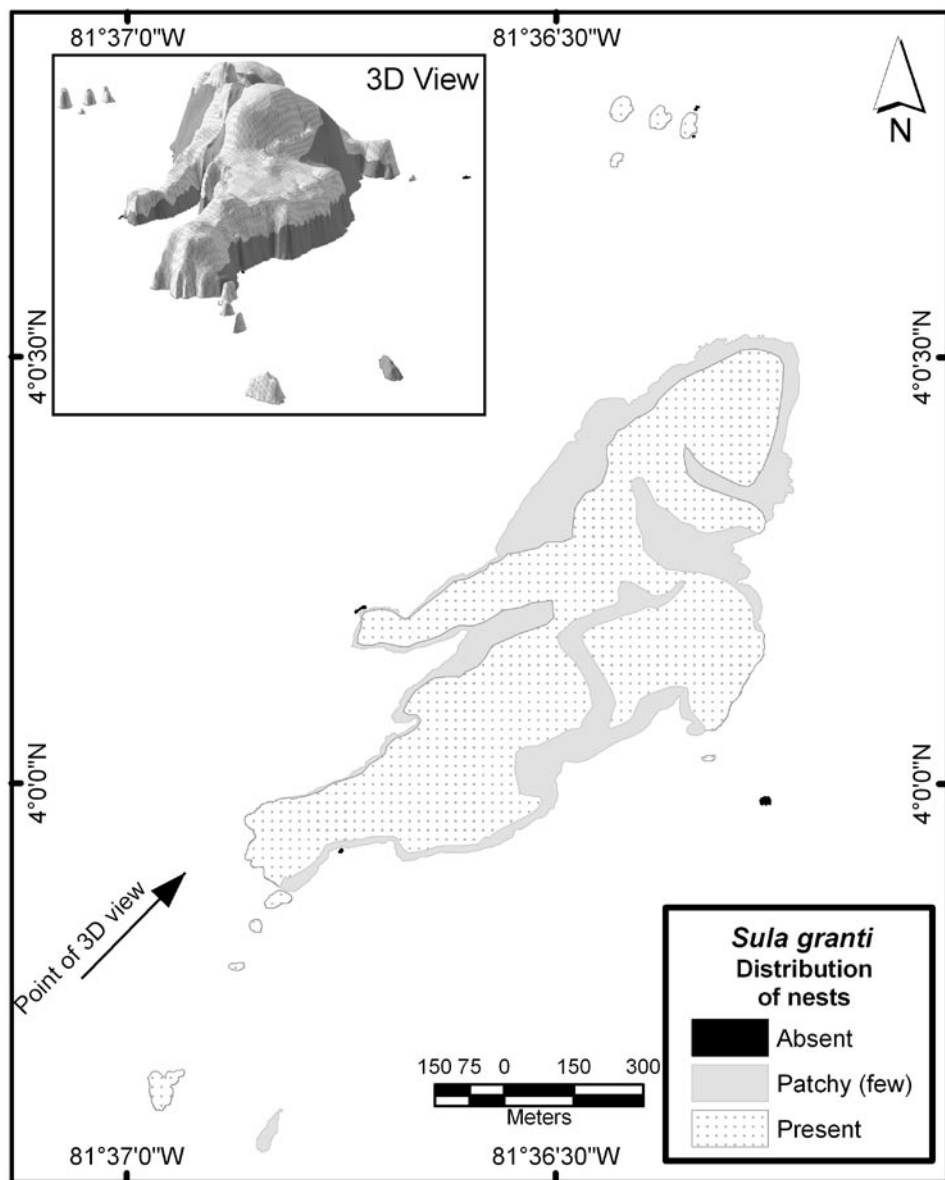 81°37'0"W 81°36'30"W
3D View
N
4°0'30"N 4°0'30"N
4°0'0"N 4°0'0"N
Point of 3D view
Sula granti
Distribution
of nests
Absent
Patchy (few)
Present
150 75 0 150 300
Meters
81°37'0"W 81°36'30"W